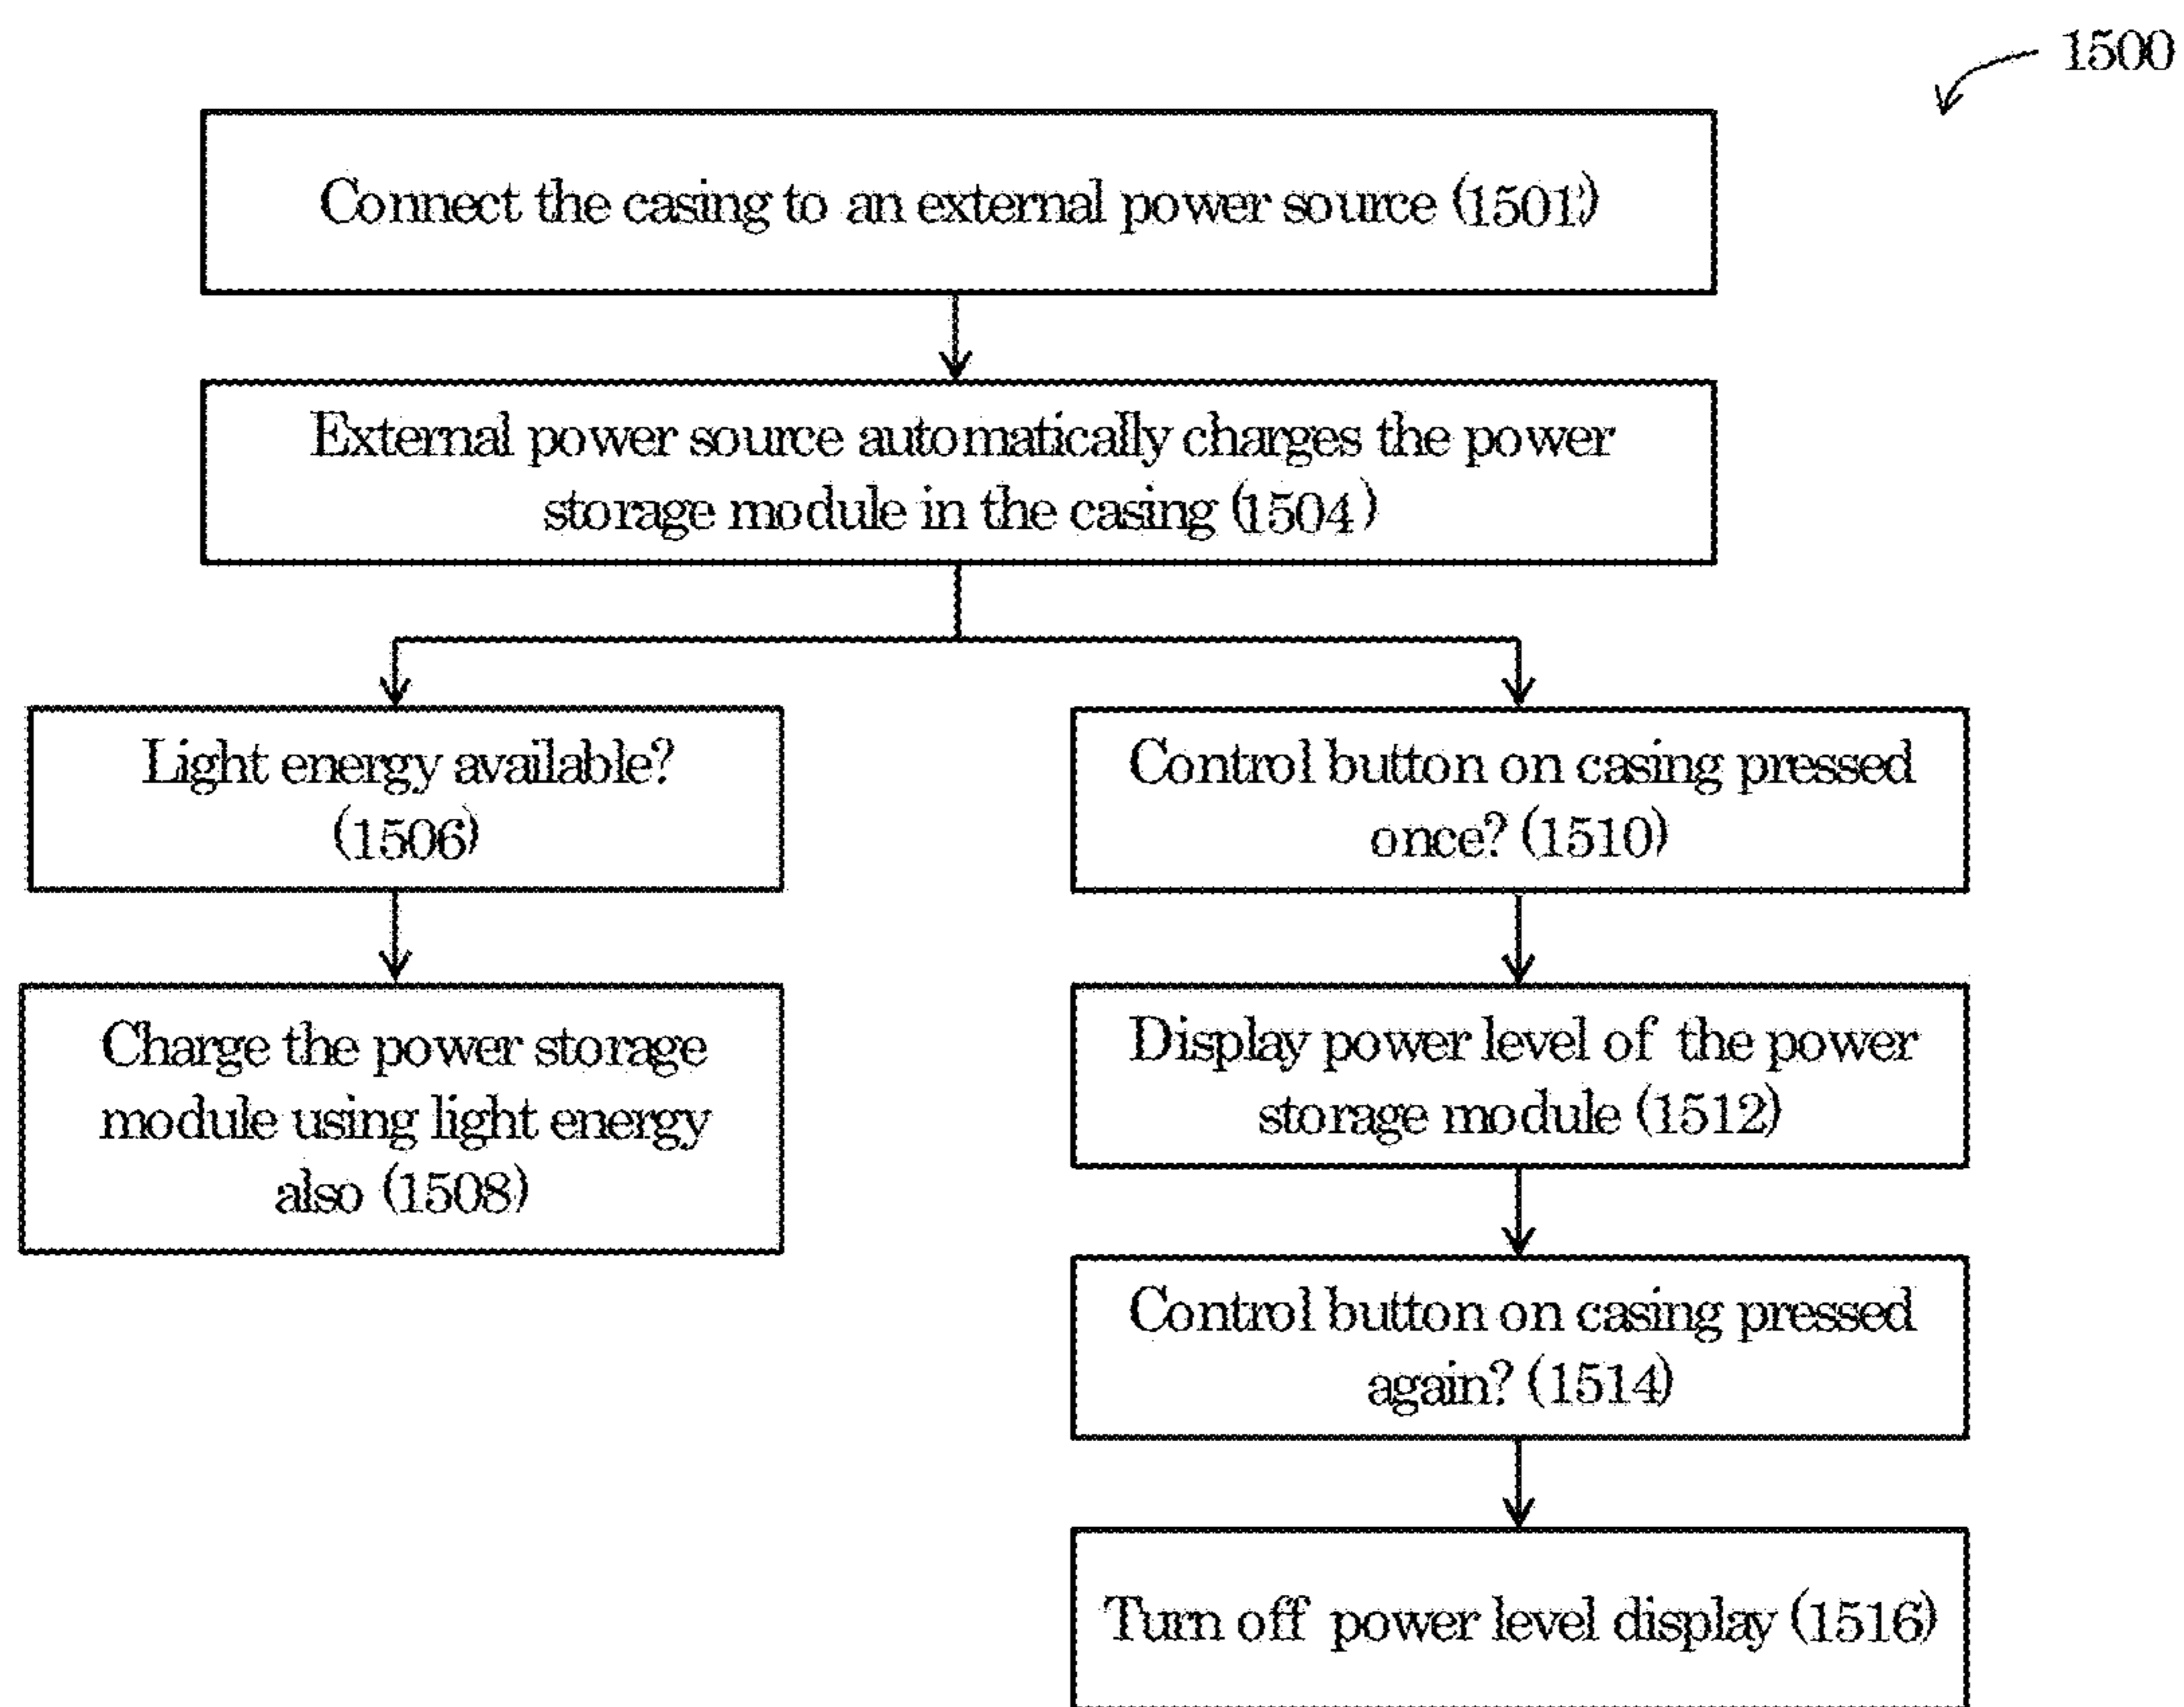 1500
Connect the casing to an external power source (1501)
External power source automatically charges the power
storage module in the casing (1504)
Light energy available?
(1506)
Control button on casing pressed
once? (1510)
Charge the power storage
module using light energy
also (1508)
Display power level of the power
storage module (1512)
Control button on casing pressed
again? (1514)
Turn off power level display (1516)